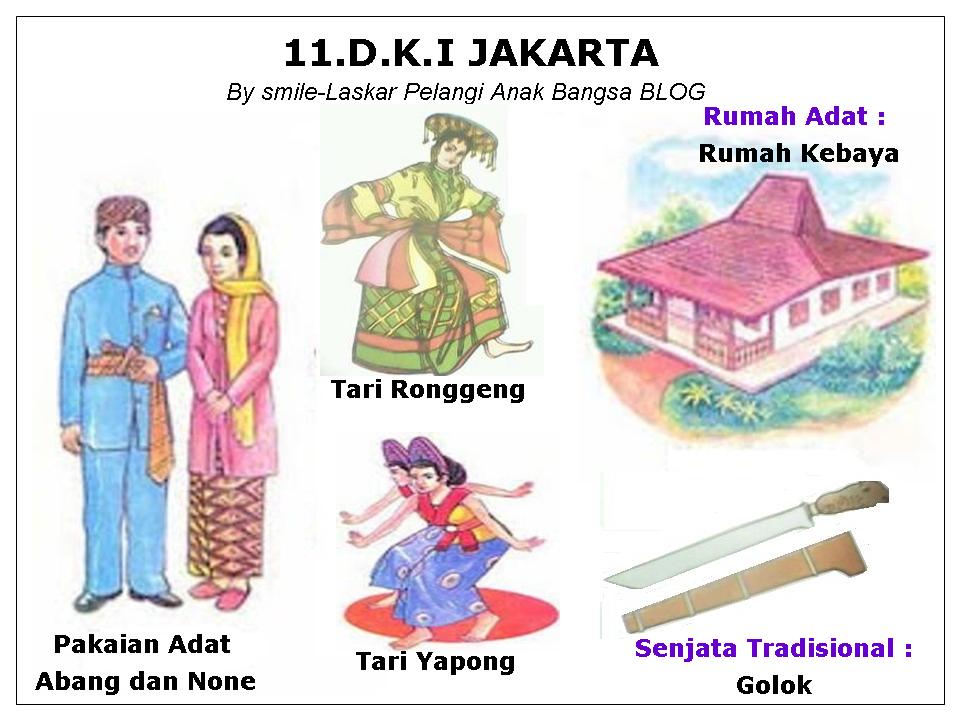 11.D.K.I JAKARTA
By smile-Laskar Pelangi Anak Bangsa BLOG
Rumah Adat :
Rumah Kebaya
Tari Ronggeng
Tari Yapong
Pakaian Adat
Abang dan None
Senjata Tradisional :
Golok